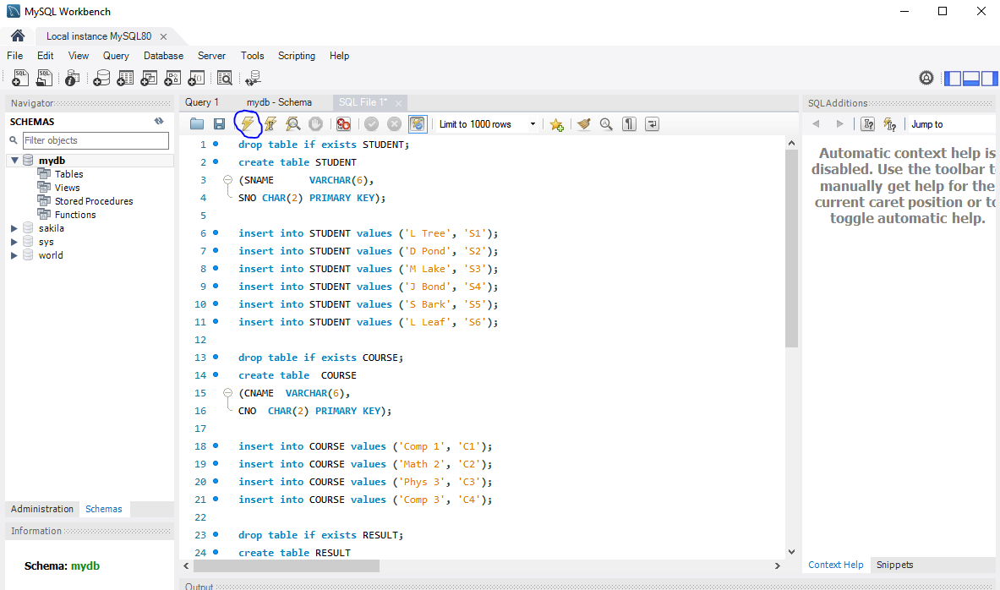 MySQL Workbench
Local instance MySQL80
File Edit View Query Database Server Tools Scripting Help
Navigator
SCHEMAS
Filter objects
mydb
Tables
Views
Stored Procedures
Functions
sakila
sys
world
Administration Schemas
Information
Schema: mydb
Query 1 mydb - Schema SQL File 1*
Limit to 1000 rows
1 drop table if exists STUDENT;
2 create table STUDENT
3 (SNAME VARCHAR(6),
4 SNO CHAR(2) PRIMARY KEY);
5
6 insert into STUDENT values ('L Tree', 'S1');
7 insert into STUDENT values ('D Pond', 'S2');
8 insert into STUDENT values ('M Lake', 'S3');
9 insert into STUDENT values ('J Bond', 'S4');
10 insert into STUDENT values ('S Bark', 'S5');
11 insert into STUDENT values ('L Leaf', 'S6');
12
13 drop table if exists COURSE;
14 create table COURSE
15 (CNAME VARCHAR(6),
16 CNO CHAR(2) PRIMARY KEY);
17
18 insert into COURSE values ('Comp 1', 'C1');
19 insert into COURSE values ('Math 2', 'C2');
20 insert into COURSE values ('Phys 3', 'C3');
21 insert into COURSE values ('Comp 3', 'C4');
22
23 drop table if exists RESULT;
24 create table RESULT
Output
SQLAdditions
Jump to
Automatic context help is
disabled. Use the toolbar t
manually get help for the
current caret position or to
toggle automatic help.
Context Help Snippets